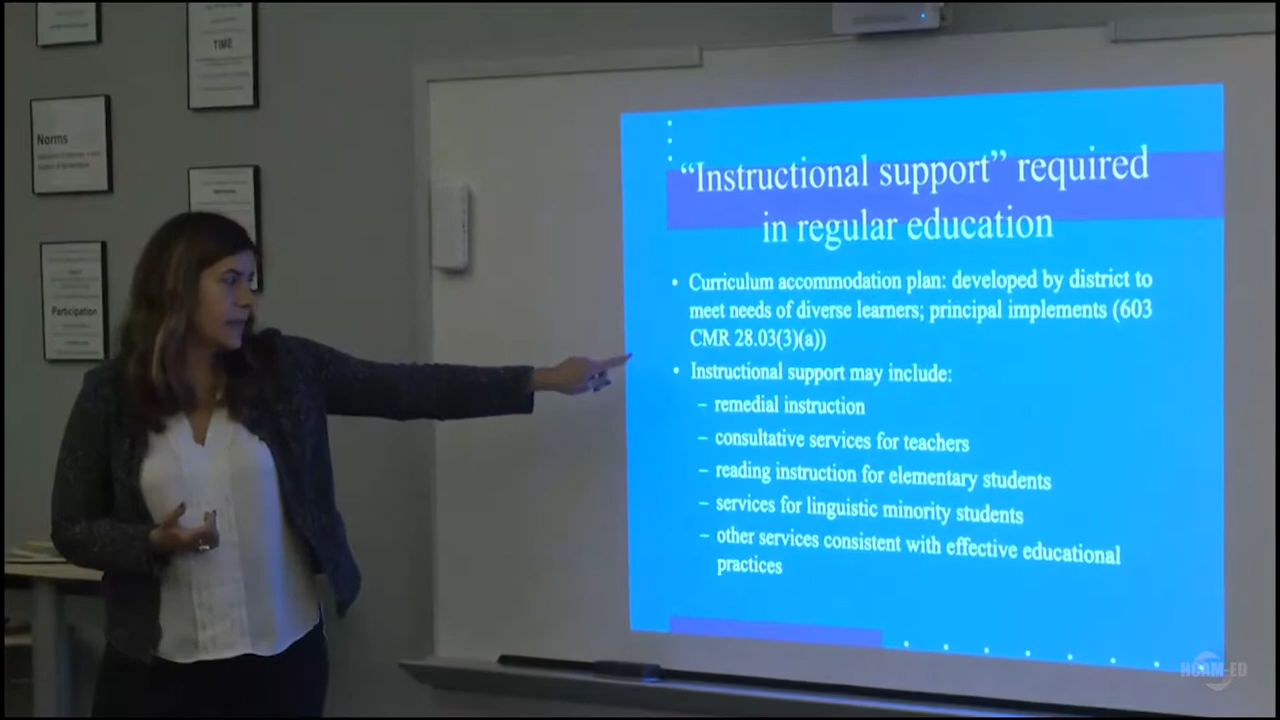 TIME
Norms
Participation
“Instructional support” required
in regular education
• Curriculum accommodation plan: developed by district to
meet needs of diverse learners; principal implements (603
CMR 28.03(3)(a))
• Instructional support may include:
– remedial instruction
– consultative services for teachers
– reading instruction for elementary students
– services for linguistic minority students
– other services consistent with effective educational
practices
HCAM-ED